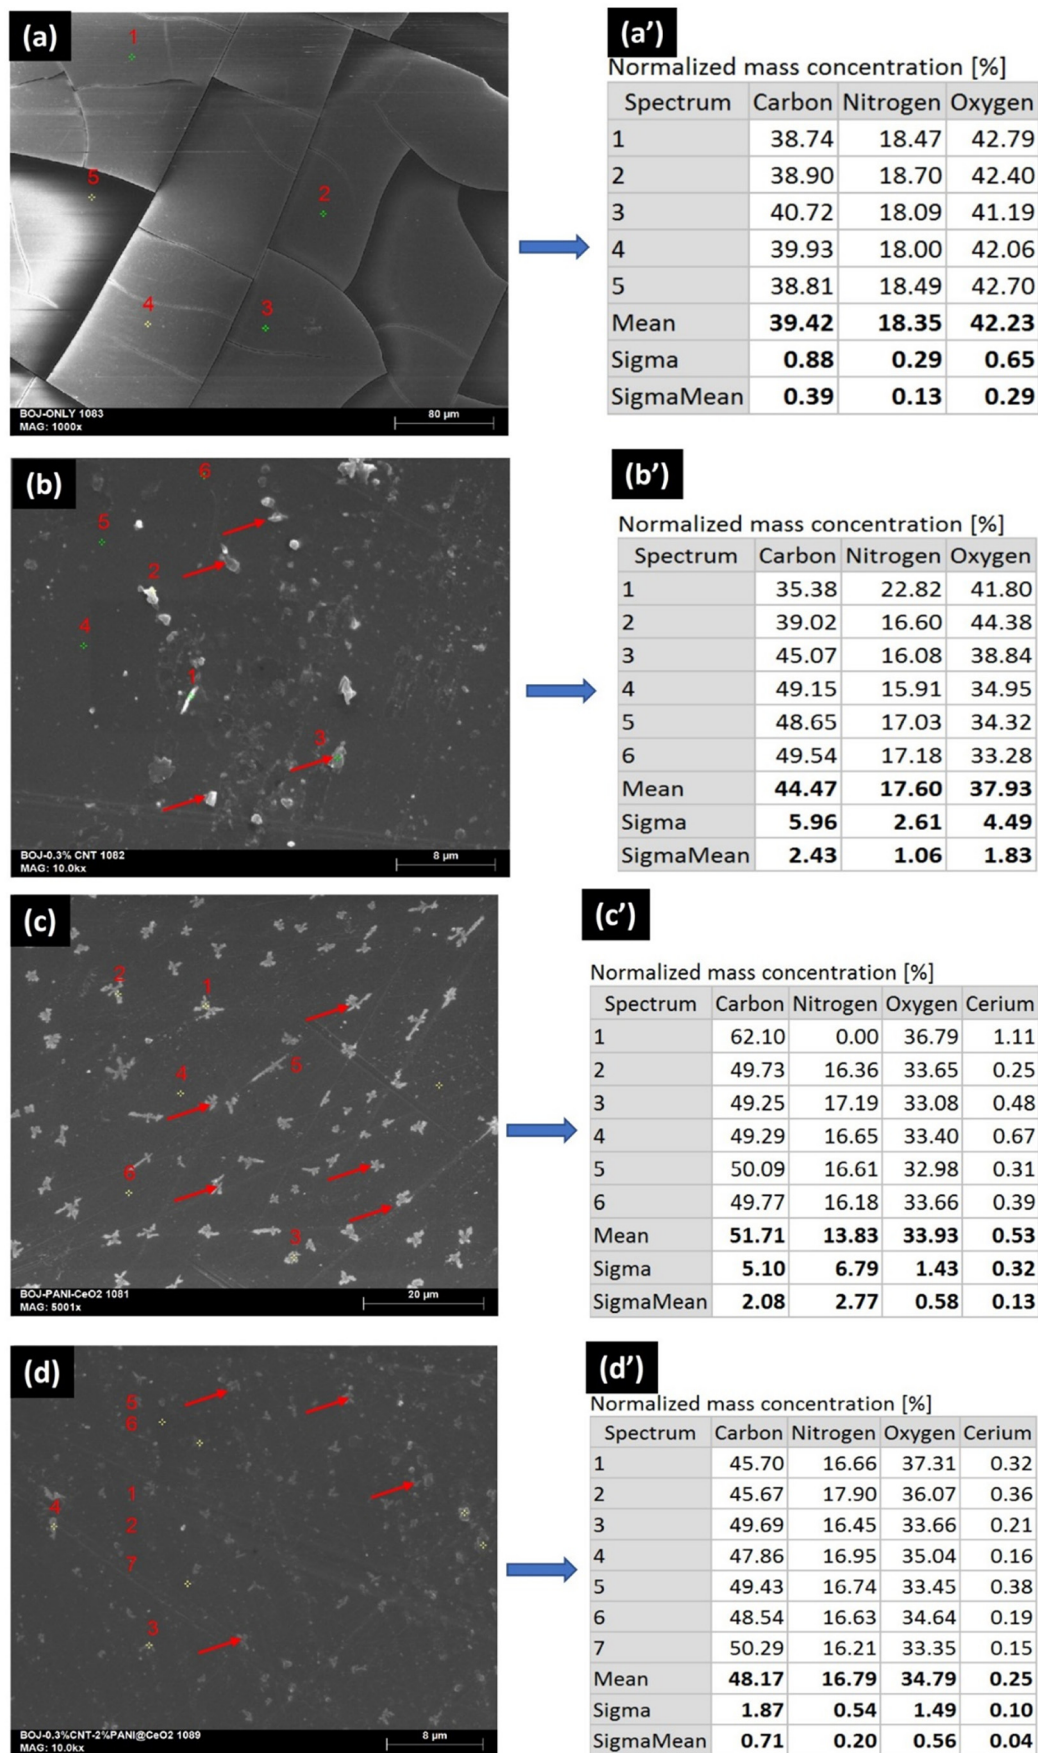 (a)
1
5
2
4
3
BOJ-ONLY 1083
MAG: 1000x
80 µm
(a')
Normalized mass concentration [%]
Spectrum Carbon Nitrogen Oxygen
1 38.74 18.47 42.79
2 38.90 18.70 42.40
3 40.72 18.09 41.19
4 39.93 18.00 42.06
5 38.81 18.49 42.70
Mean 39.42 18.35 42.23
Sigma 0.88 0.29 0.65
SigmaMean 0.39 0.13 0.29
(b)
6
5
2
4
1
3
BOJ-0.3% CNT 1082
MAG: 10.0kx
8 µm
(b')
Normalized mass concentration [%]
Spectrum Carbon Nitrogen Oxygen
1 35.38 22.82 41.80
2 39.02 16.60 44.38
3 45.07 16.08 38.84
4 49.15 15.91 34.95
5 48.65 17.03 34.32
6 49.54 17.18 33.28
Mean 44.47 17.60 37.93
Sigma 5.96 2.61 4.49
SigmaMean 2.43 1.06 1.83
(c)
2
1
5
4
6
3
BOJ-PANI-CeO2 1081
MAG: 5001x
20 µm
(c')
Normalized mass concentration [%]
Spectrum Carbon Nitrogen Oxygen Cerium
1 62.10 0.00 36.79 1.11
2 49.73 16.36 33.65 0.25
3 49.25 17.19 33.08 0.48
4 49.29 16.65 33.40 0.67
5 50.09 16.61 32.98 0.31
6 49.77 16.18 33.66 0.39
Mean 51.71 13.83 33.93 0.53
Sigma 5.10 6.79 1.43 0.32
SigmaMean 2.08 2.77 0.58 0.13
(d)
5
6
1
4
2
7
3
BOJ-0.3%CNT-2%PANI@CeO2 1089
MAG: 10.0kx
8 µm
(d')
Normalized mass concentration [%]
Spectrum Carbon Nitrogen Oxygen Cerium
1 45.70 16.66 37.31 0.32
2 45.67 17.90 36.07 0.36
3 49.69 16.45 33.66 0.21
4 47.86 16.95 35.04 0.16
5 49.43 16.74 33.45 0.38
6 48.54 16.63 34.64 0.19
7 50.29 16.21 33.35 0.15
Mean 48.17 16.79 34.79 0.25
Sigma 1.87 0.54 1.49 0.10
SigmaMean 0.71 0.20 0.56 0.04